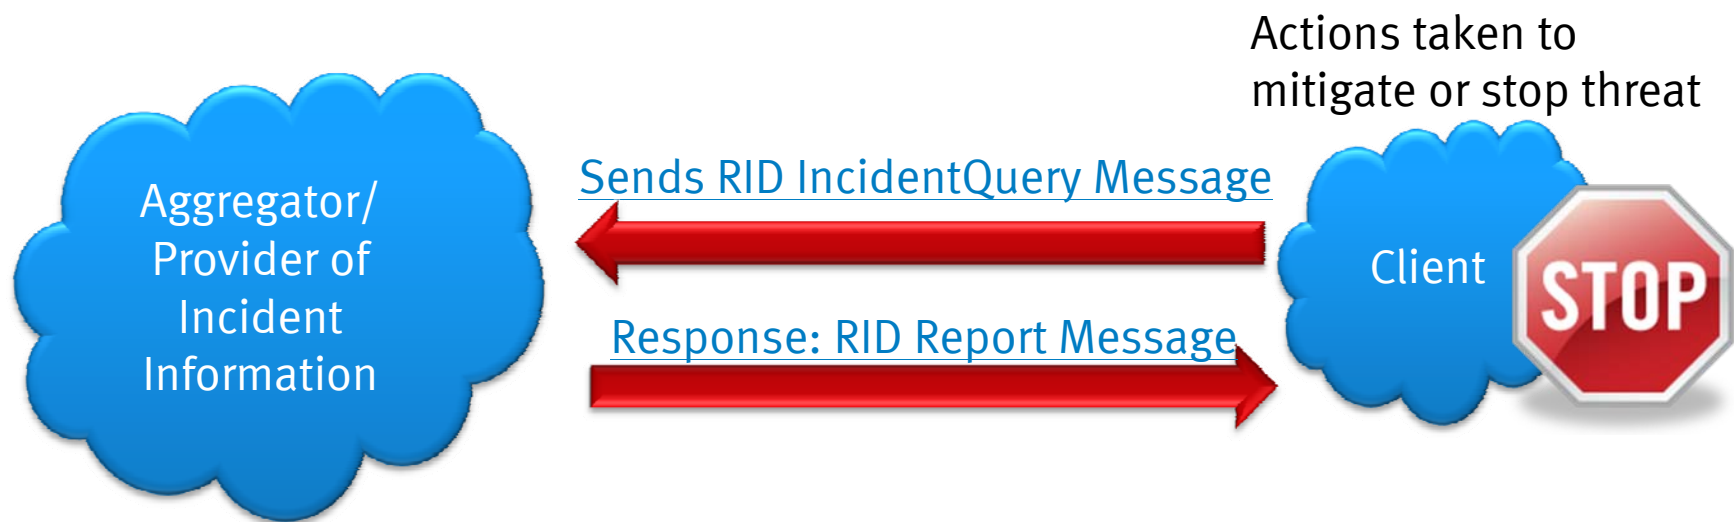 Actions taken to
mitigate or stop threat
Sends RID IncidentQuery Message
Aggregator/
Provider of
Incident
Information
Client
STOP
Response: RID Report Message